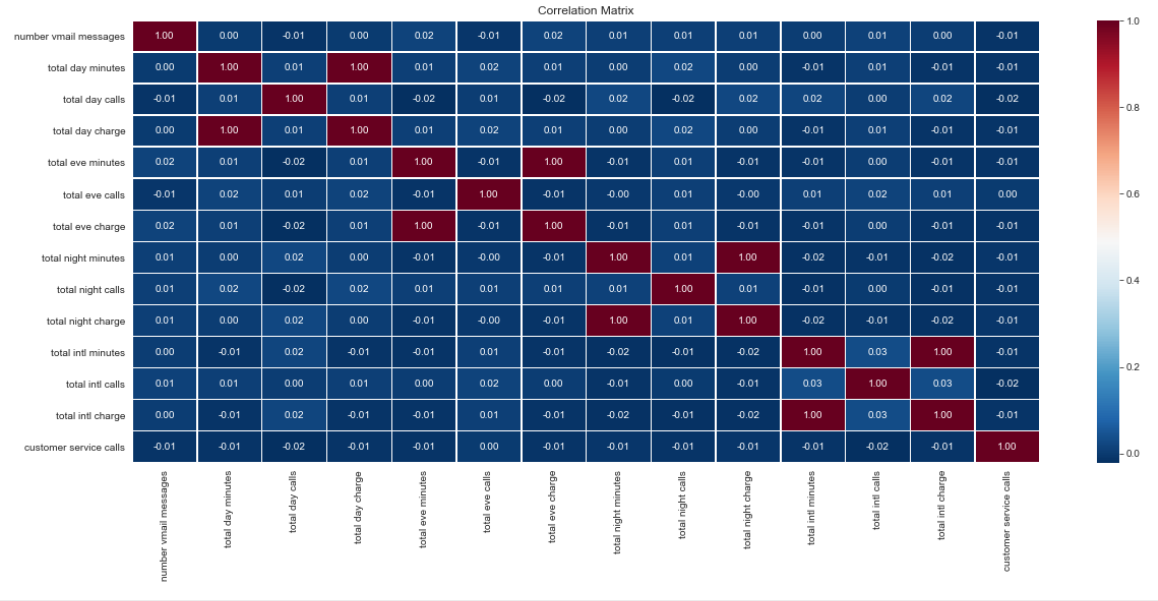 Correlation Matrix
number vmail messages 1.00 0.00 -0.01 0.00 0.02 -0.01 0.02 0.01 0.01 0.01 0.00 0.01 0.00 -0.01
total day minutes 0.00 1.00 0.01 1.00 0.01 0.02 0.01 0.00 0.02 0.00 -0.01 0.01 -0.01 -0.01
total day calls -0.01 0.01 1.00 0.01 -0.02 0.01 -0.02 0.02 -0.02 0.02 0.02 0.00 0.02 -0.02
total day charge 0.00 1.00 0.01 1.00 0.01 0.02 0.01 0.00 0.02 0.00 -0.01 0.01 -0.01 -0.01
total eve minutes 0.02 0.01 -0.02 0.01 1.00 -0.01 1.00 -0.01 0.01 -0.01 -0.01 0.00 -0.01 -0.01
total eve calls -0.01 0.02 0.01 0.02 -0.01 1.00 -0.01 -0.00 0.01 -0.00 0.01 0.02 0.01 0.00
total eve charge 0.02 0.01 -0.02 0.01 1.00 -0.01 1.00 -0.01 0.01 -0.01 -0.01 0.00 -0.01 -0.01
total night minutes 0.01 0.00 0.02 0.00 -0.01 -0.00 -0.01 1.00 0.01 1.00 -0.02 -0.01 -0.02 -0.01
total night calls 0.01 0.02 -0.02 0.02 0.01 0.01 0.01 0.01 1.00 0.01 -0.01 0.00 -0.01 -0.01
total night charge 0.01 0.00 0.02 0.00 -0.01 -0.00 -0.01 1.00 0.01 1.00 -0.02 -0.01 -0.02 -0.01
total intl minutes 0.00 -0.01 0.02 -0.01 -0.01 0.01 -0.01 -0.02 -0.01 -0.02 1.00 0.03 1.00 -0.01
total intl calls 0.01 0.01 0.00 0.01 0.00 0.02 0.00 -0.01 0.00 -0.01 0.03 1.00 0.03 -0.02
total intl charge 0.00 -0.01 0.02 -0.01 -0.01 0.01 -0.01 -0.02 -0.01 -0.02 1.00 0.03 1.00 -0.01
customer service calls -0.01 -0.01 -0.02 -0.01 -0.01 0.00 -0.01 -0.01 -0.01 -0.01 -0.01 -0.02 -0.01 1.00
number vmail messages
total day minutes
total day calls
total day charge
total eve minutes
total eve calls
total eve charge
total night minutes
total night calls
total night charge
total intl minutes
total intl calls
total intl charge
customer service calls
1.0
0.8
0.6
0.4
0.2
0.0